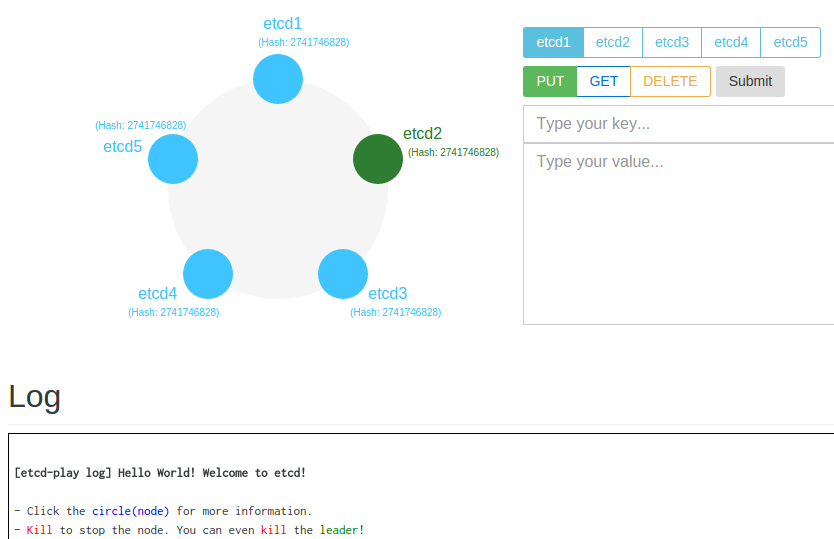 etcd1
(Hash: 2741746828)
(Hash: 2741746828)
etcd5
etcd2
(Hash: 2741746828)
etcd4
(Hash: 2741746828)
etcd3
(Hash: 2741746828)
etcd1 etcd2 etcd3 etcd4 etcd5
PUT GET DELETE Submit
Type your key...
Type your value...
Log
[etcd-play log] Hello World! Welcome to etcd!
- Click the circle(node) for more information.
- Kill to stop the node. You can even kill the leader!